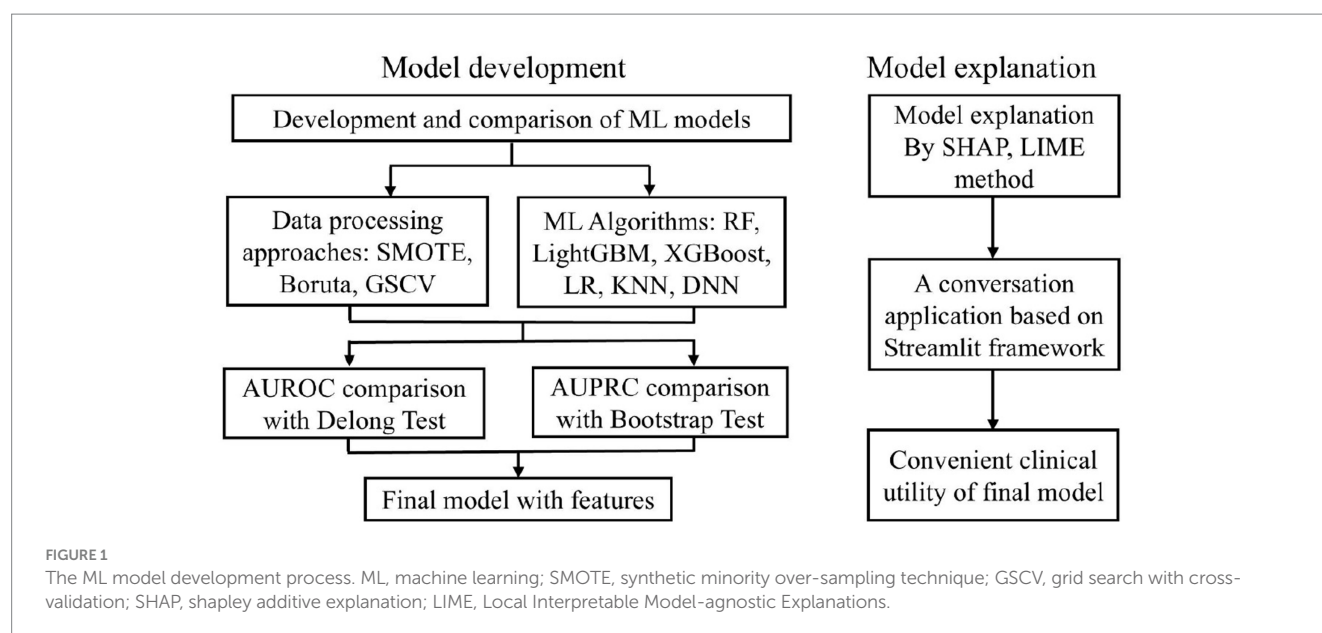 Model development
Development and comparison of ML models
Data processing
approaches: SMOTE,
Boruta, GSCV
ML Algorithms: RF,
LightGBM, XGBoost,
LR, KNN, DNN
AUROC comparison
with Delong Test
AUPRC comparison
with Bootstrap Test
Final model with features
Model explanation
Model explanation
By SHAP, LIME
method
A conversation
application based on
Streamlit framework
Convenient clinical
utility of final model
FIGURE 1
The ML model development process. ML, machine learning; SMOTE, synthetic minority over-sampling technique; GSCV, grid search with cross-
validation; SHAP, shapley additive explanation; LIME, Local Interpretable Model-agnostic Explanations.